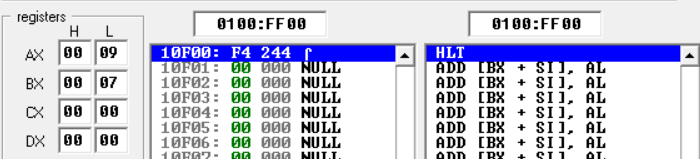 registers
H L
0100:FF00
0100:FF00
AX 00 09
BX 00 07
CX 00 00
DX 00 00
10F00: F4 244 ⌠
10F01: 00 000 NULL
10F02: 00 000 NULL
10F03: 00 000 NULL
10F04: 00 000 NULL
10F05: 00 000 NULL
10F06: 00 000 NULL
10F07: 00 000 NULL
HLT
ADD [BX + SI], AL
ADD [BX + SI], AL
ADD [BX + SI], AL
ADD [BX + SI], AL
ADD [BX + SI], AL
ADD [BX + SI], AL
ADD [BX + SI], AL